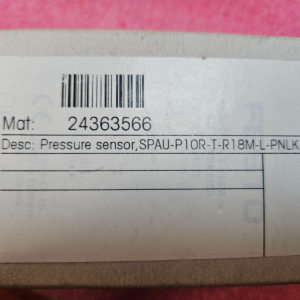 Mat: 24363566
Desc: Pressure sensor,SPAU-P10R-T-R18M-L-PNLK